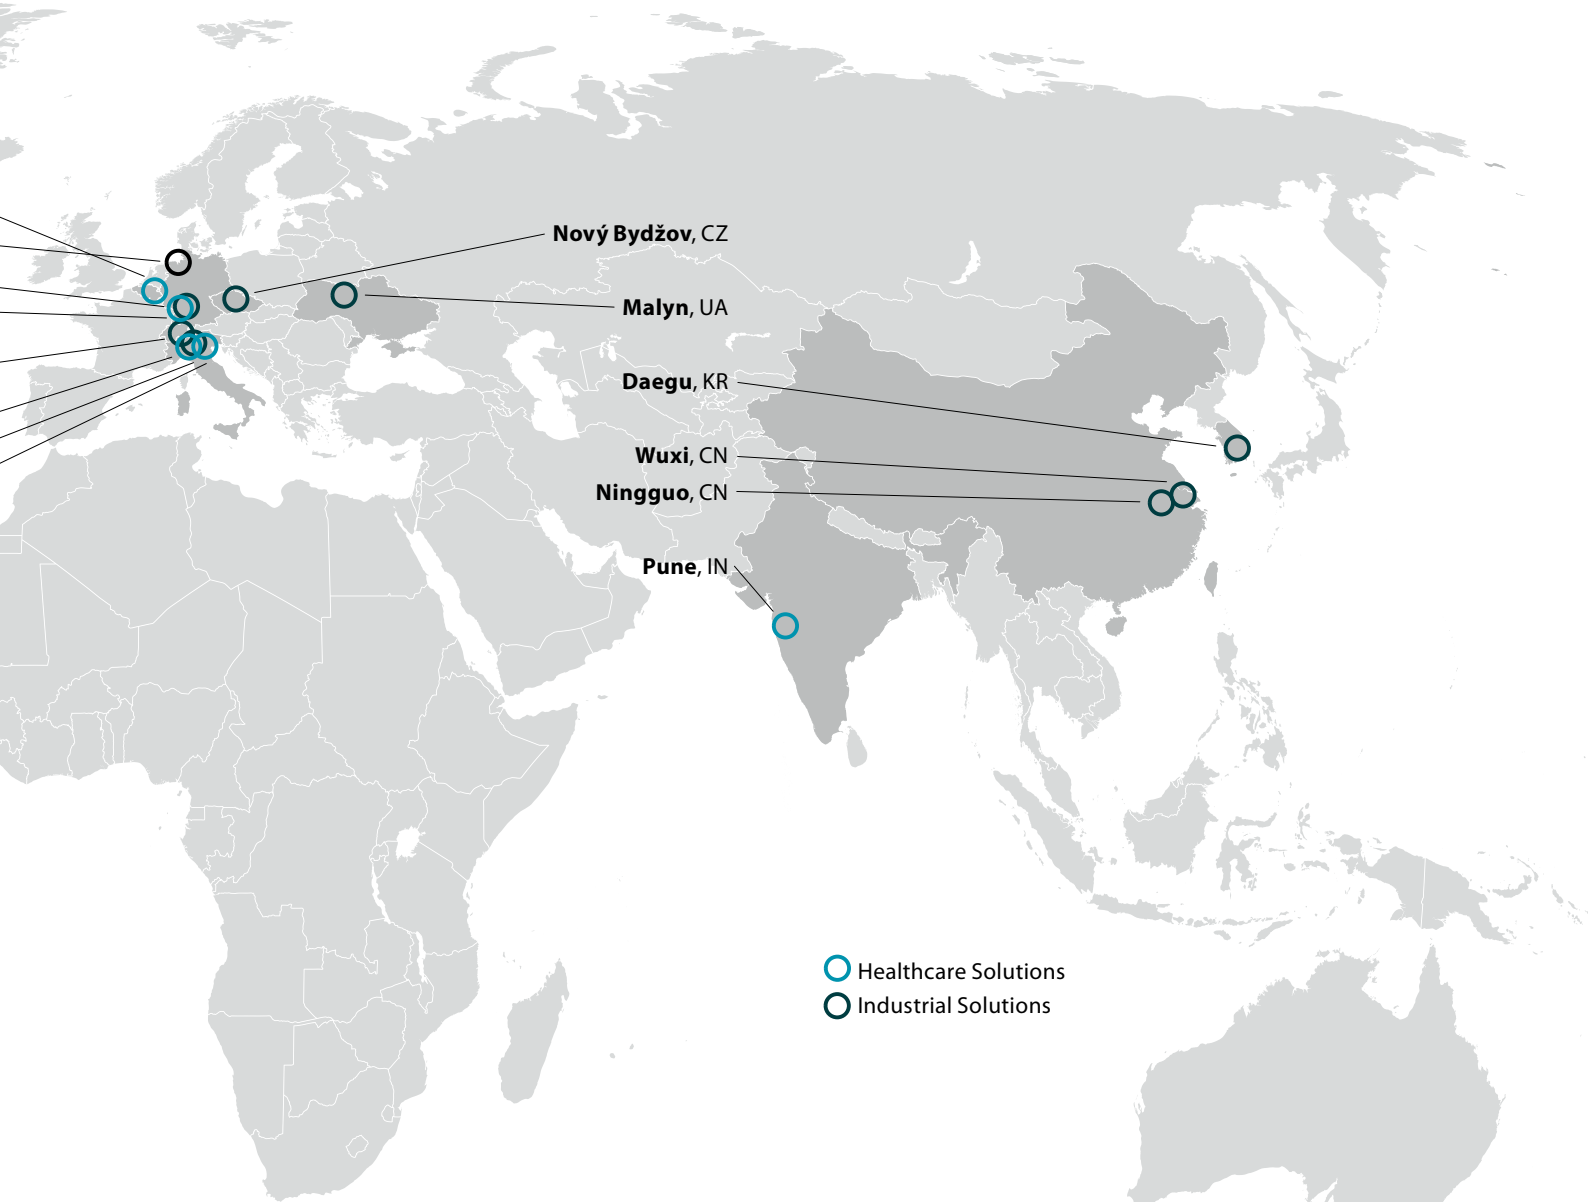 Nový Bydžov, CZ
Malyn, UA
Daegu, KR
Wuxi, CN
Ningguo, CN
Pune, IN
Healthcare Solutions
Industrial Solutions